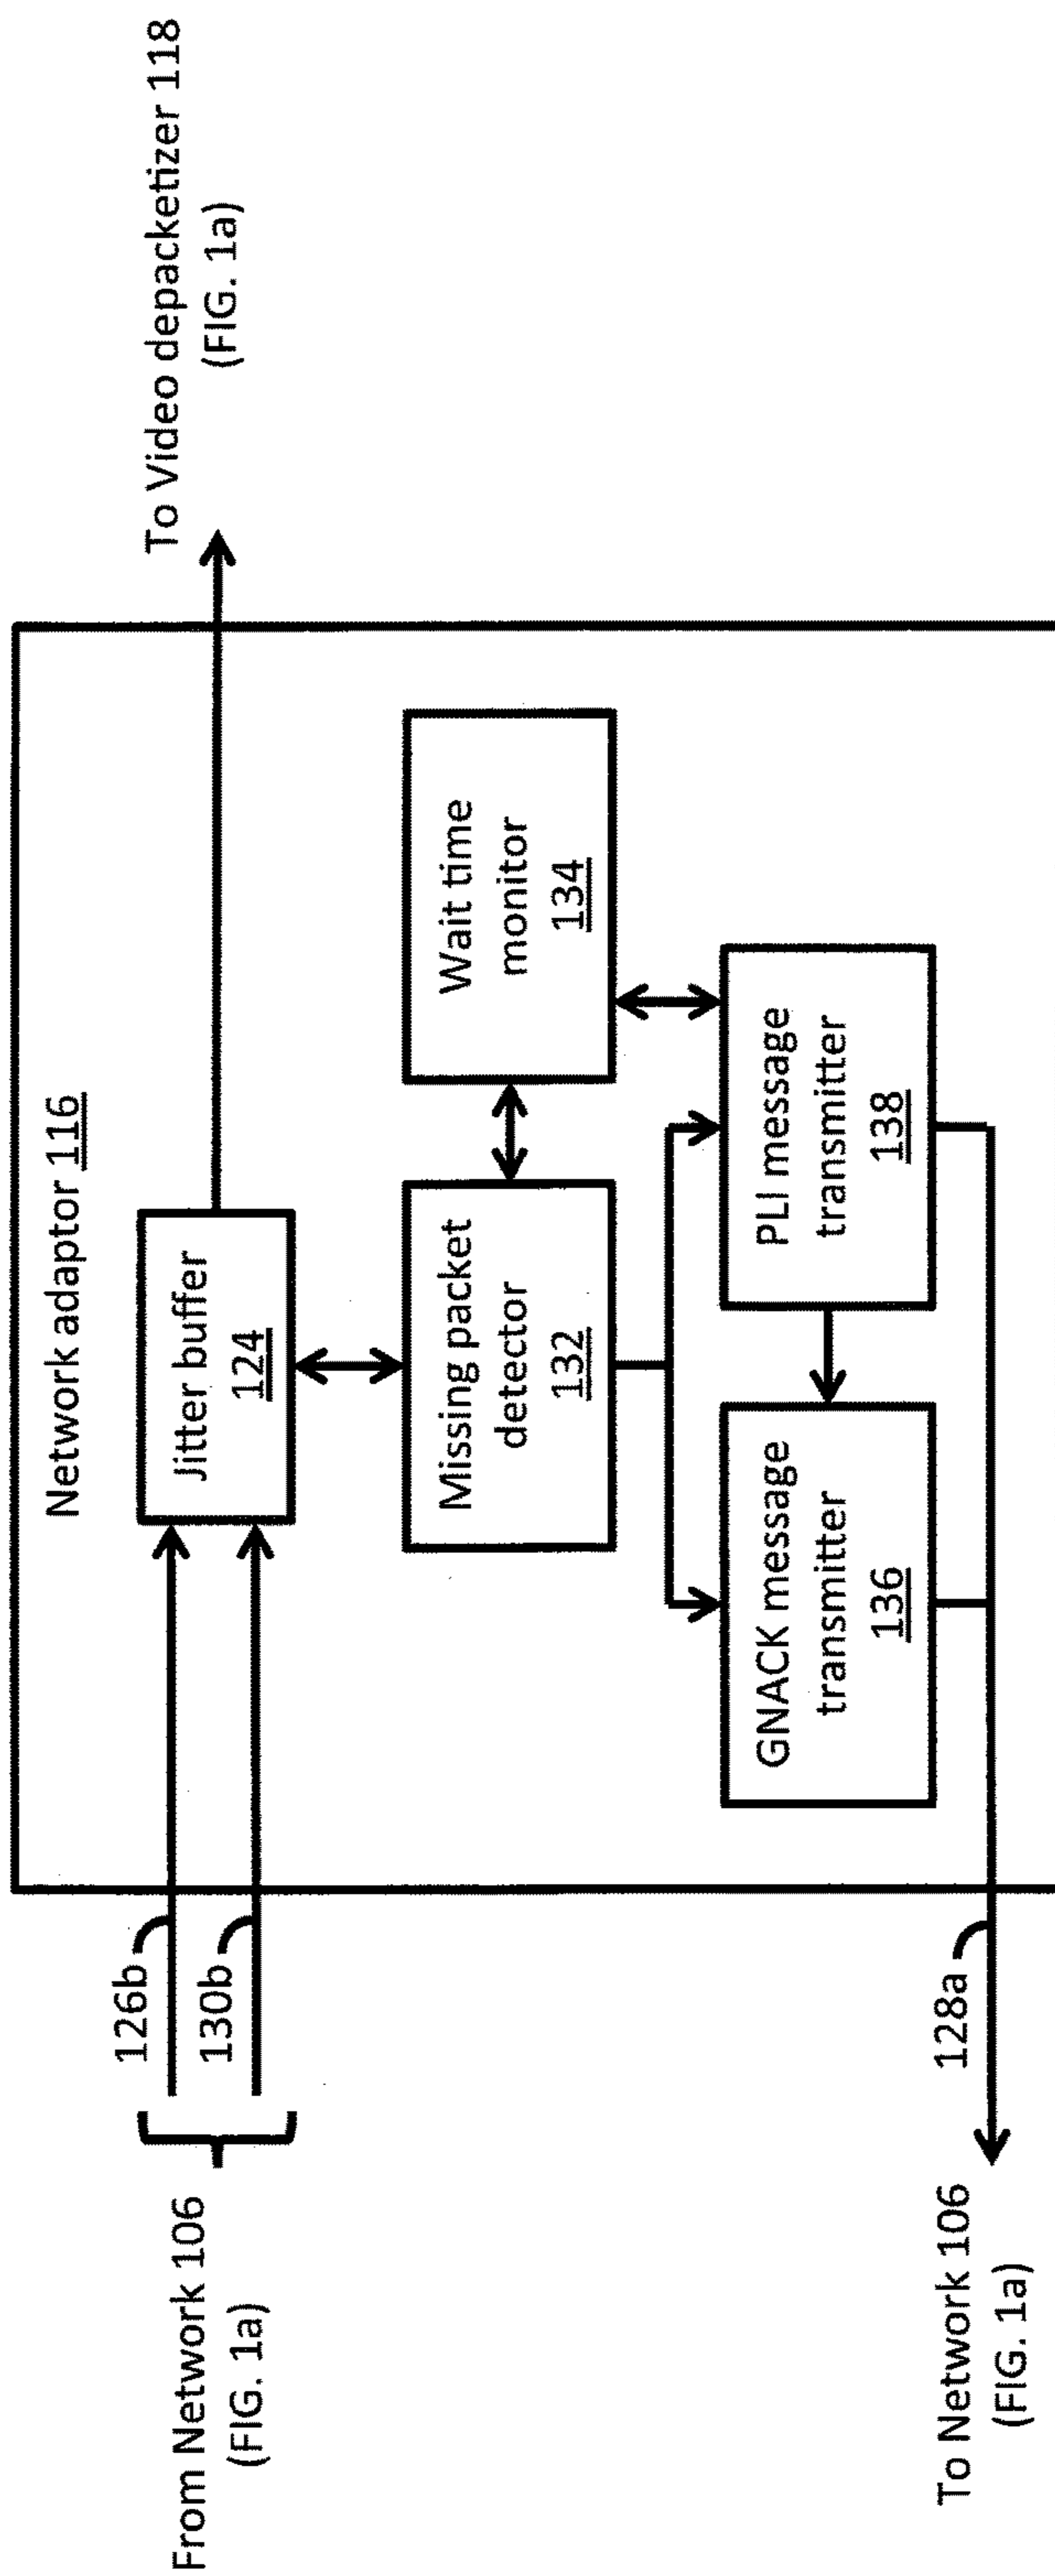 Network adaptor 116
From Network 106
(FIG. 1a)
126b
130b
Jitter buffer
124
To Video depacketizer 118
(FIG. 1a)
Missing packet
detector
132
Wait time
monitor
134
GNACK message
transmitter
136
PLI message
transmitter
138
128a
To Network 106
(FIG. 1a)